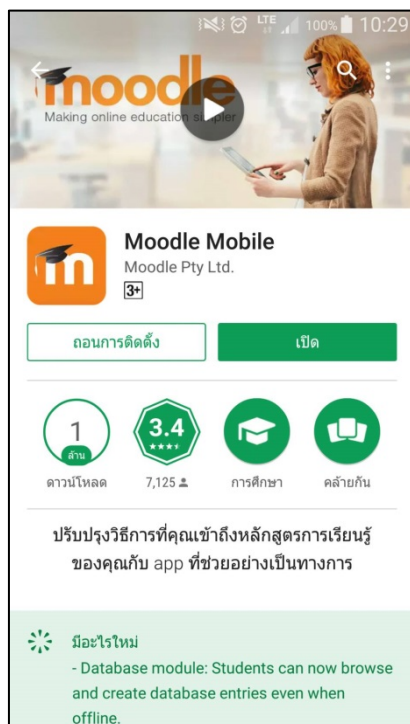 LTE 100% 10:29
moodle
Making online education simpler
m
Moodle Mobile
Moodle Pty Ltd.
3+
ถอนการติดตั้ง เปิด
1 3.4
ล้าน
ดาวน์โหลด 7,125 การศึกษา คล้ายกัน
ปรับปรุงวิธีการที่คุณเข้าถึงหลักสูตรการเรียนรู้
ของคุณกับ app ที่ช่วยอย่างเป็นทางการ
มีอะไรใหม่
- Database module: Students can now browse
and create database entries even when
offline.